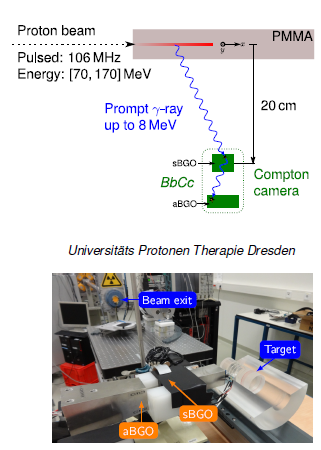 Proton beam
PMMA
Pulsed: 106 MHz
Energy: [70, 170] MeV
y
x
20 cm
Prompt γ-ray
up to 8 MeV
sBGO
BbCc
Compton
camera
aBGO
Universitäts Protonen Therapie Dresden
Beam exit
Target
sBGO
aBGO